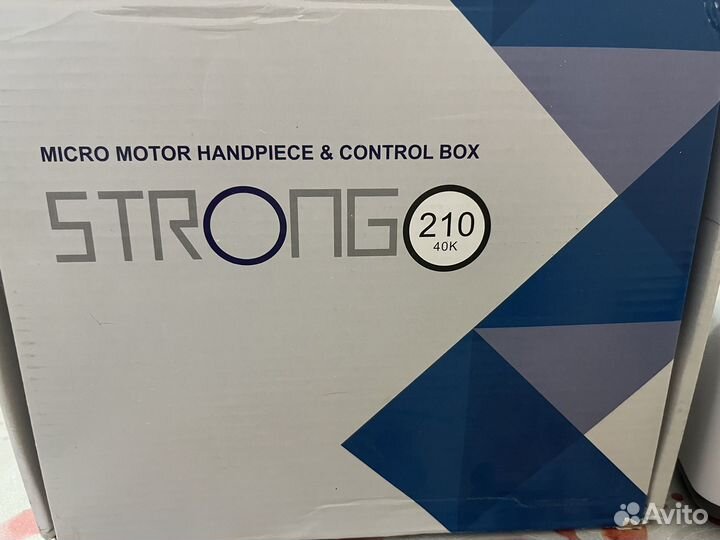 MICRO MOTOR HANDPIECE & CONTROL BOX
STRONG 210
40K
Avito